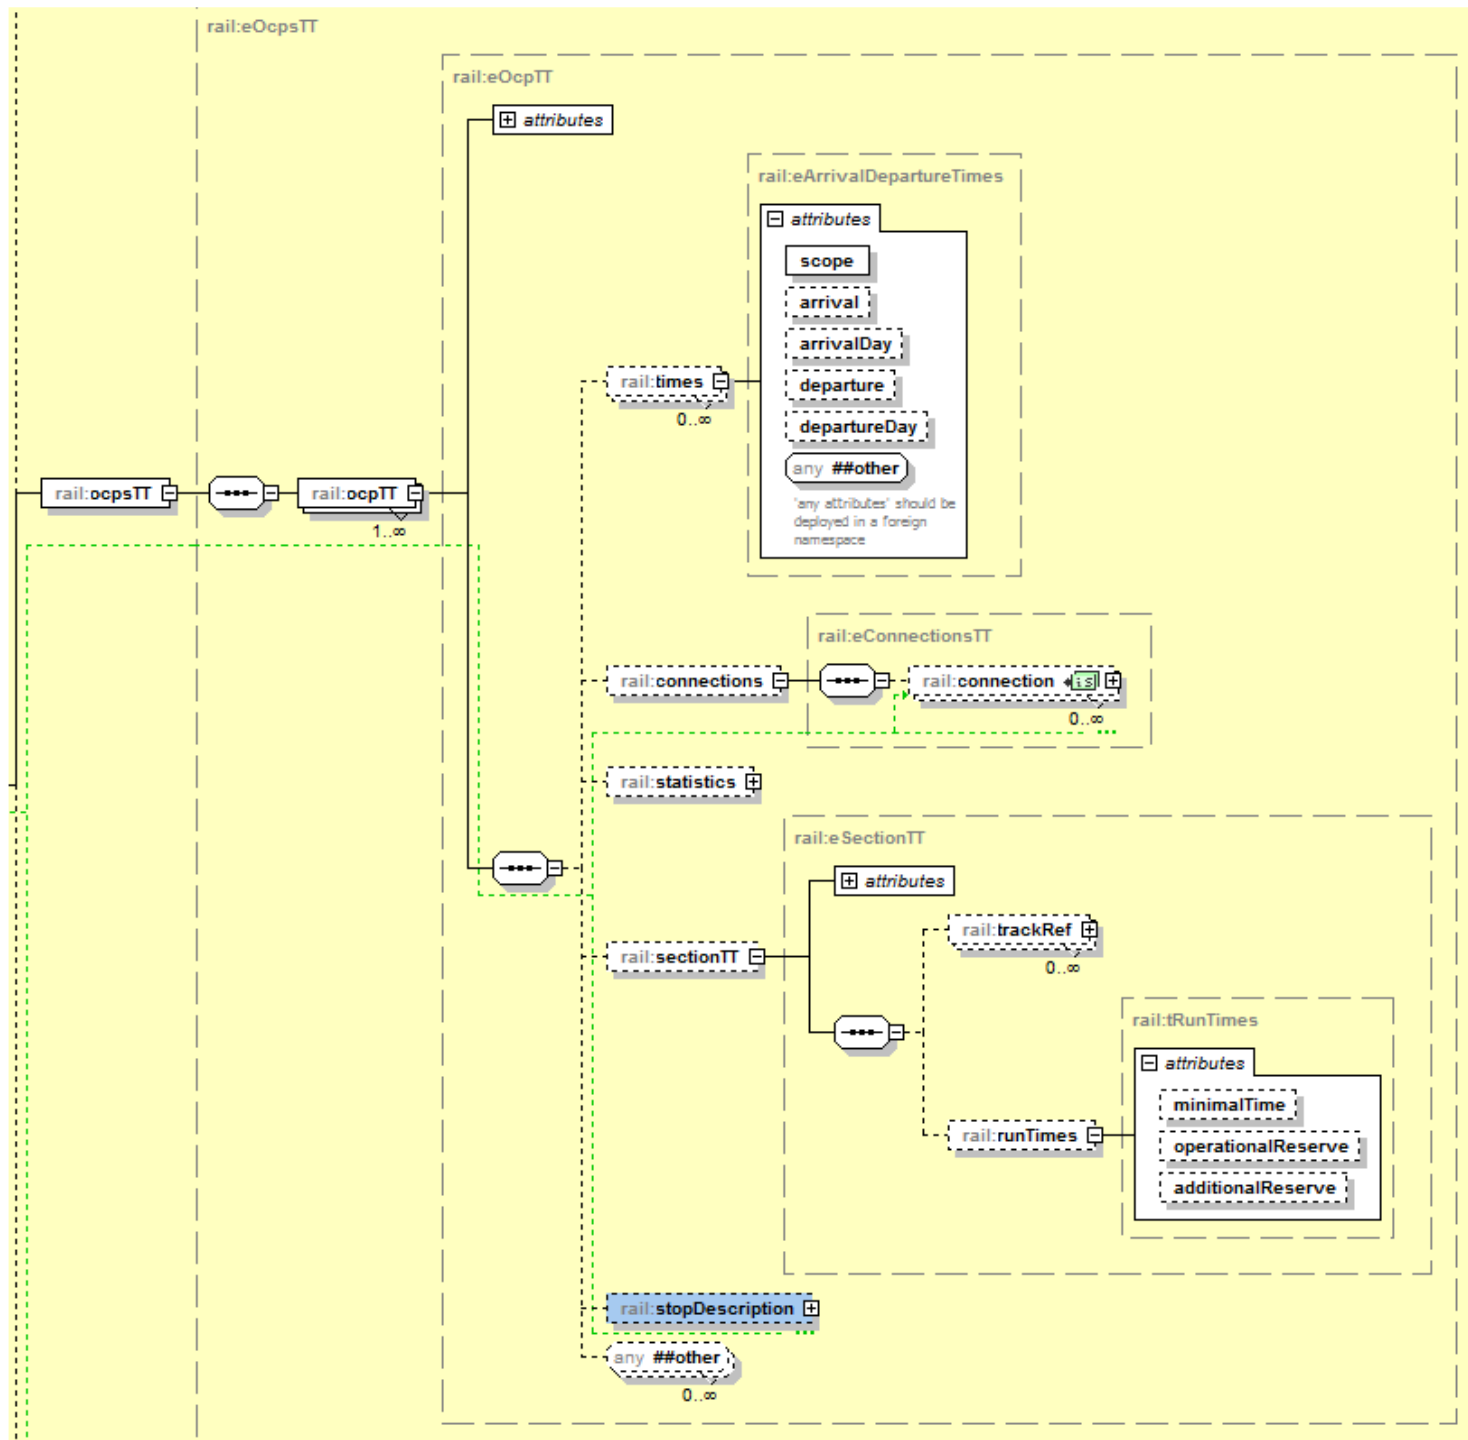 rail:eOcpsTT
rail:eOcpTT
attributes
rail:eArrivalDepartureTimes
attributes
scope
arrival
arrivalDay
rail:times
departure
0..∞
departureDay
any ##other
'any attributes' should be
deployed in a foreign
namespace
rail:ocpsTT
rail:ocpTT
1..∞
rail:eConnectionsTT
rail:connections
rail:connection
is
0..∞
rail:statistics
rail:eSectionTT
attributes
rail:trackRef
0..∞
rail:sectionTT
rail:tRunTimes
attributes
minimalTime
rail:runTimes
operationalReserve
additionalReserve
rail:stopDescription
any ##other
0..∞